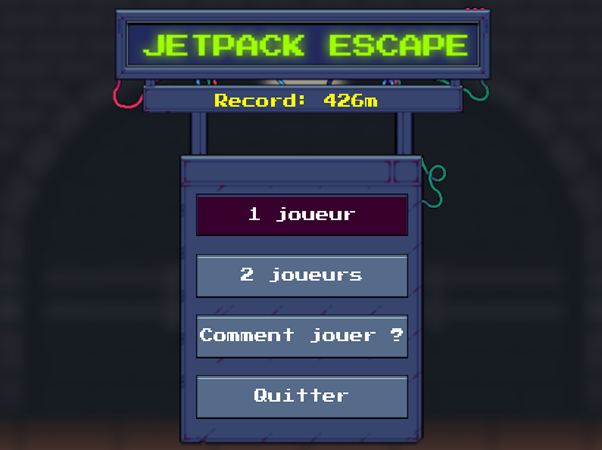 JETPACK ESCAPE
Record: 426m
1 joueur
2 joueurs
Comment jouer ?
Quitter